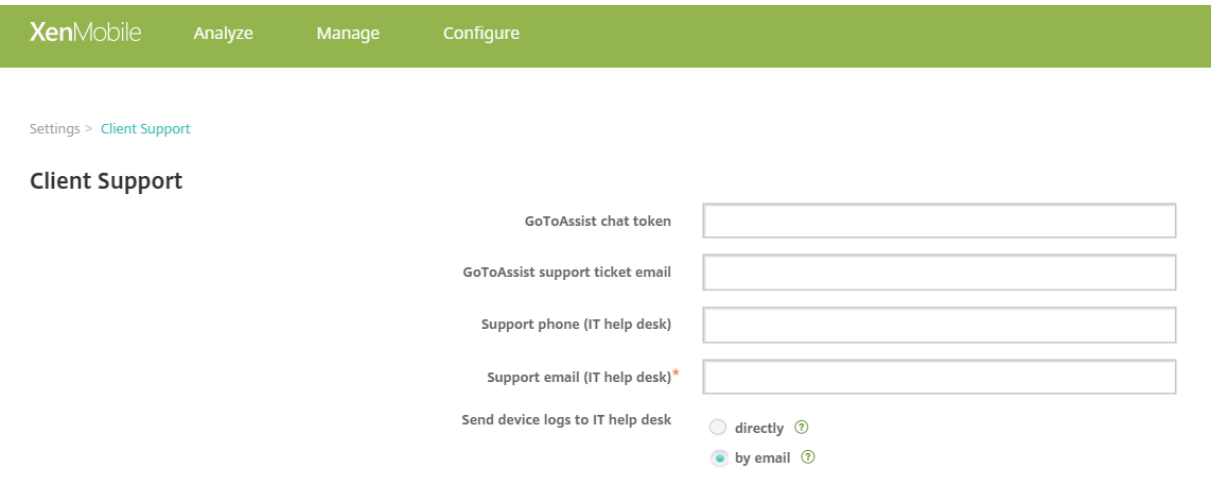 XenMobile Analyze Manage Configure
Settings > Client Support
Client Support
GoToAssist chat token
GoToAssist support ticket email
Support phone (IT help desk)
Support email (IT help desk)*
Send device logs to IT help desk
directly ?
by email ?